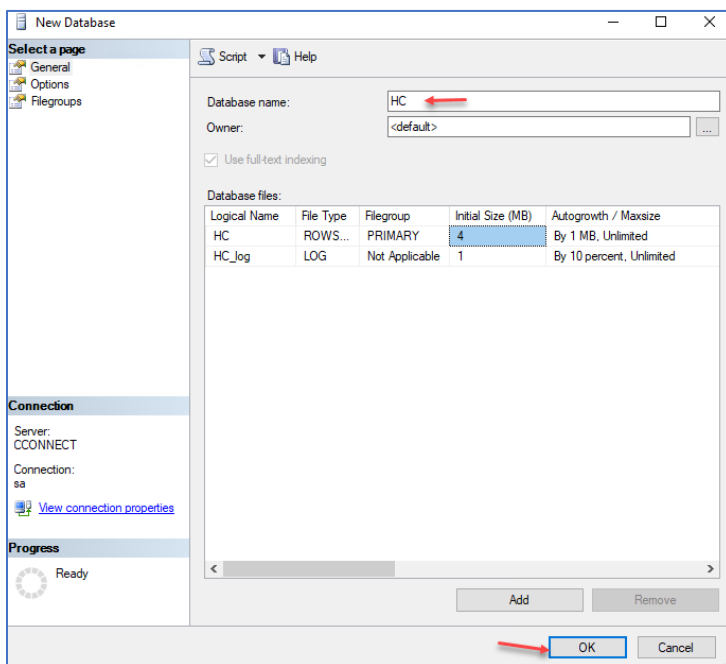 New Database
Select a page
General
Options
Filegroups
Script Help
Database name: HC
Owner: <default> ...
Use full-text indexing
Database files:
Logical Name File Type Filegroup Initial Size (MB) Autogrowth / Maxsize
HC ROWS... PRIMARY 4 By 1 MB, Unlimited
HC_log LOG Not Applicable 1 By 10 percent, Unlimited
Connection
Server:
CCONNECT
Connection:
sa
View connection properties
Progress
Ready
Add Remove
OK Cancel